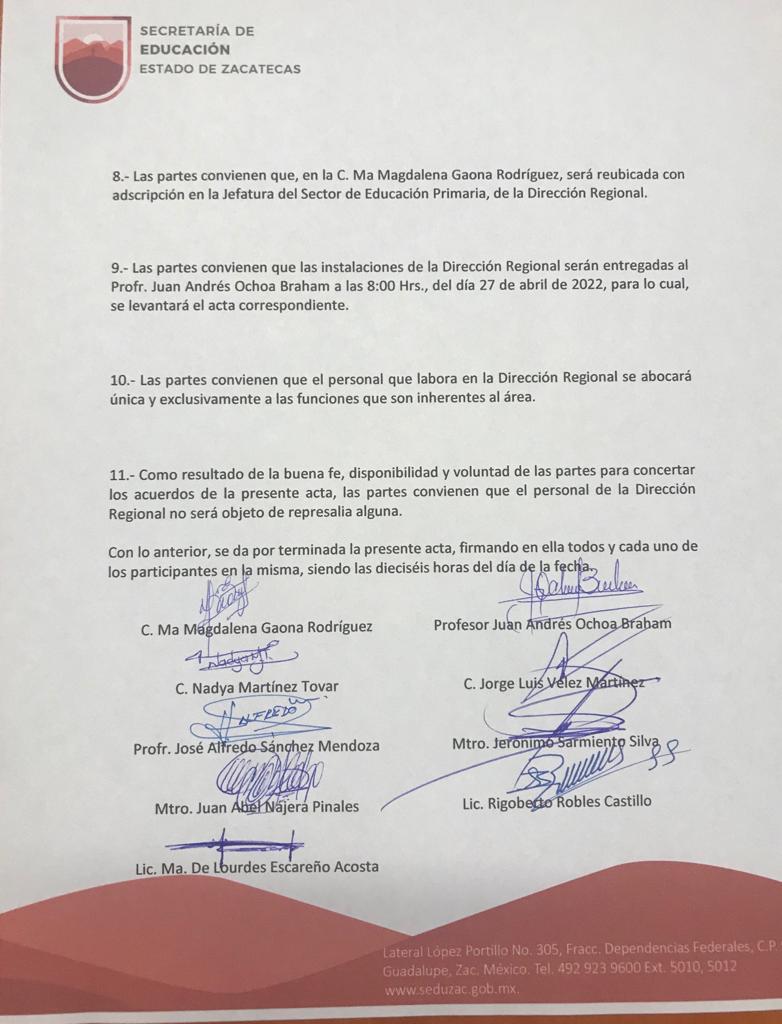 SECRETARÍA DE
EDUCACIÓN
ESTADO DE ZACATECAS
8.- Las partes convienen que, en la C. Ma Magdalena Gaona Rodríguez, será reubicada con
adscripción en la Jefatura del Sector de Educación Primaria, de la Dirección Regional.
9.- Las partes convienen que las instalaciones de la Dirección Regional serán entregadas al
Profr. Juan Andrés Ochoa Braham a las 8:00 Hrs., del día 27 de abril de 2022, para lo cual,
se levantará el acta correspondiente.
10.- Las partes convienen que el personal que labora en la Dirección Regional se abocará
única y exclusivamente a las funciones que son inherentes al área.
11.- Como resultado de la buena fe, disponibilidad y voluntad de las partes para concertar
los acuerdos de la presente acta, las partes convienen que el personal de la Dirección
Regional no será objeto de represalia alguna.
Con lo anterior, se da por terminada la presente acta, firmando en ella todos y cada uno de
los participantes en la misma, siendo las dieciséis horas del día de la fecha.
C. Ma Magdalena Gaona Rodríguez
Profesor Juan Andrés Ochoa Braham
C. Nadya Martínez Tovar
C. Jorge Luis Vélez Martínez
ALFREDO
Profr. José Alfredo Sánchez Mendoza
Mtro. Jerónimo Sarmiento Silva
Mtro. Juan Abel Nájera Pinales
Lic. Rigoberto Robles Castillo
Lic. Ma. De Lourdes Escareño Acosta
Lateral López Portillo No. 305, Fracc. Dependencias Federales, C.P.
Guadalupe, Zac. México. Tel. 492 923 9600 Ext. 5010, 5012
www.seduzac.gob.mx.